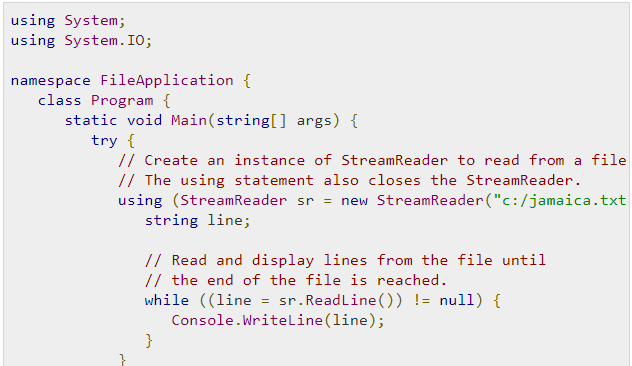 using System;
using System.IO;

namespace FileApplication {
   class Program {
      static void Main(string[] args) {
         try {
            // Create an instance of StreamReader to read from a file
            // The using statement also closes the StreamReader.
            using (StreamReader sr = new StreamReader("c:/jamaica.txt
               string line;

               // Read and display lines from the file until
               // the end of the file is reached.
               while ((line = sr.ReadLine()) != null) {
                  Console.WriteLine(line);
               }
            }